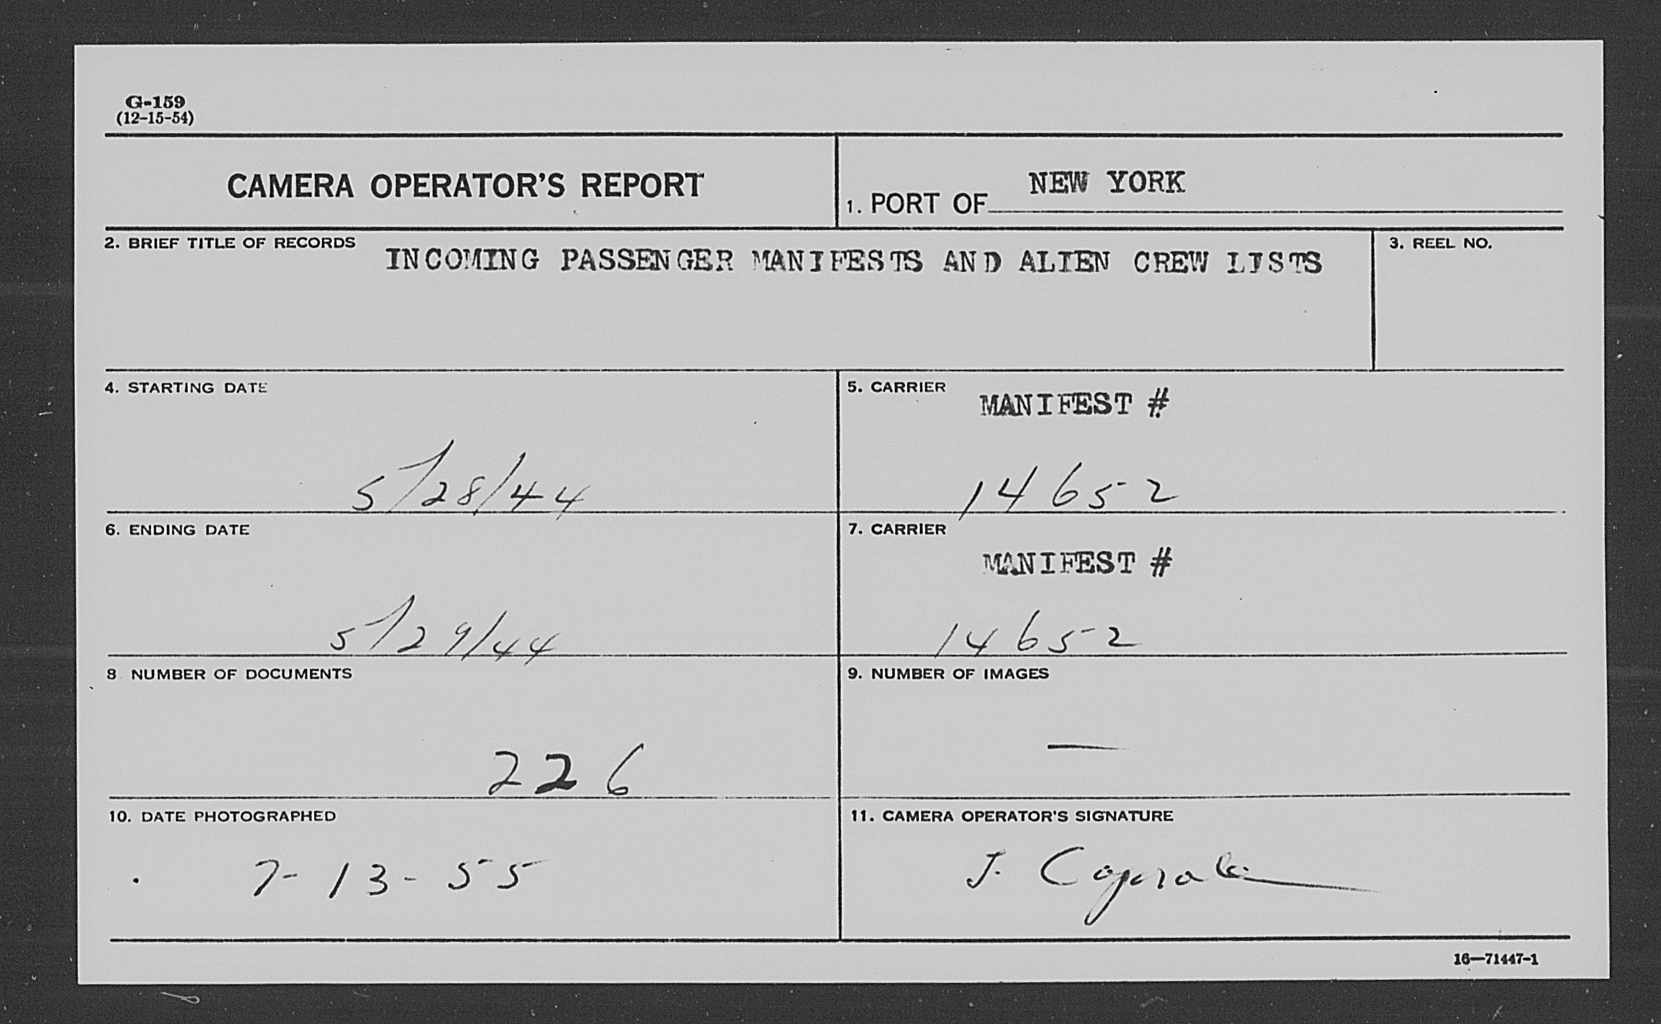 G-159
(12-15-54)
CAMERA OPERATOR'S REPORT
1. PORT OF NEW YORK
2. BRIEF TITLE OF RECORDS INCOMING PASSENGER MANIFESTS AND ALIEN CREW LISTS
3. REEL NO.
4. STARTING DATE
5/28/44
5. CARRIER MANIFEST #
14652
6. ENDING DATE
5/29/44
7. CARRIER
MANIFEST #
14652
8 NUMBER OF DOCUMENTS
226
9. NUMBER OF IMAGES
—
10. DATE PHOTOGRAPHED
7-13-55
11. CAMERA OPERATOR'S SIGNATURE
J.
16—71447-1